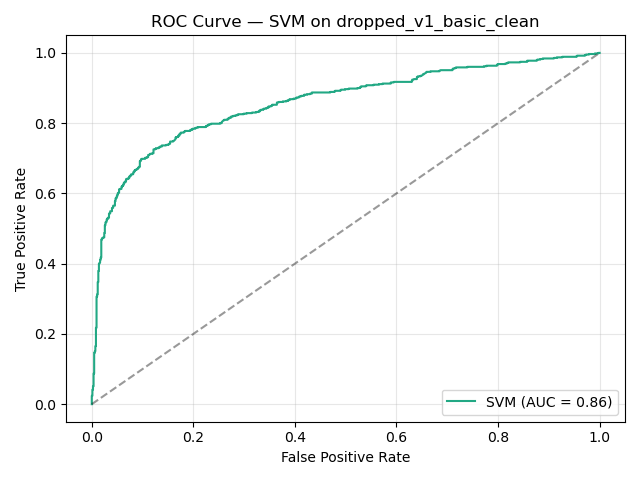 ROC Curve — SVM on dropped_v1_basic_clean
True Positive Rate
1.0
0.8
0.6
0.4
0.2
0.0
SVM (AUC = 0.86)
0.0 0.2 0.4 0.6 0.8 1.0
False Positive Rate